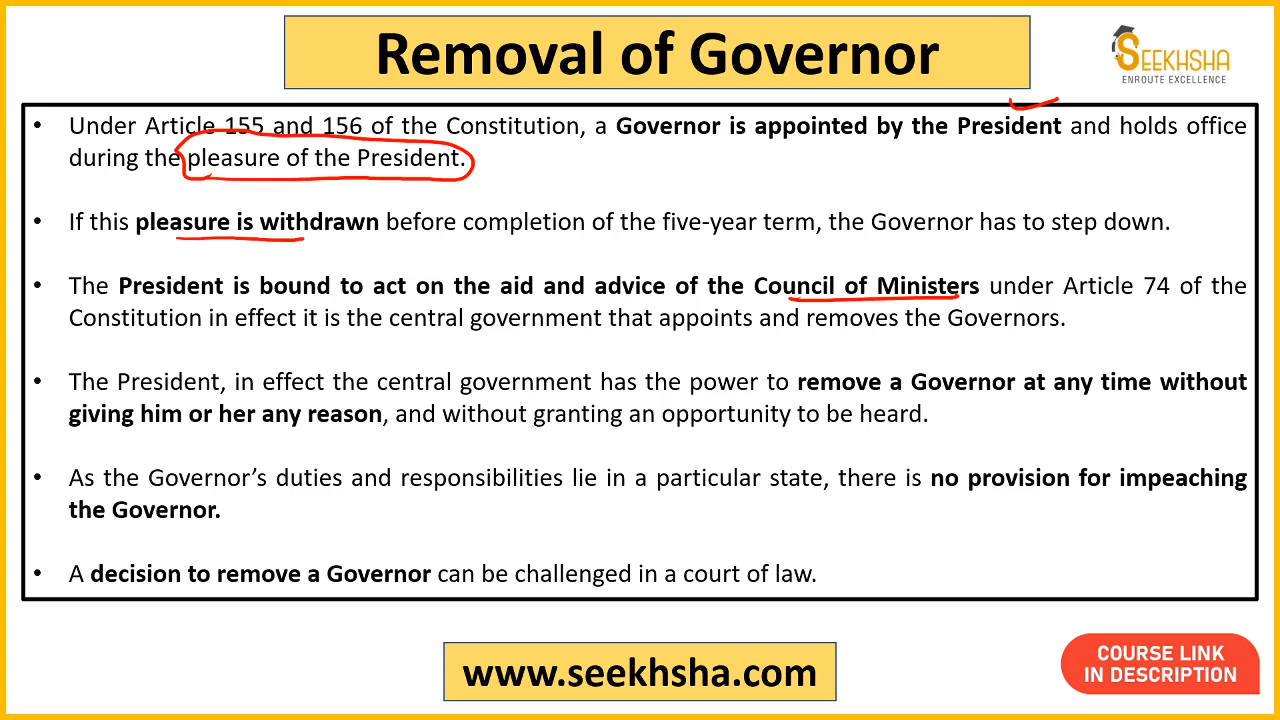 Removal of Governor
SEEKHSHA
ENROUTE EXCELLENCE
• Under Article 155 and 156 of the Constitution, a Governor is appointed by the President and holds office
during the pleasure of the President.
• If this pleasure is withdrawn before completion of the five-year term, the Governor has to step down.
• The President is bound to act on the aid and advice of the Council of Ministers under Article 74 of the
Constitution in effect it is the central government that appoints and removes the Governors.
• The President, in effect the central government has the power to remove a Governor at any time without
giving him or her any reason, and without granting an opportunity to be heard.
• As the Governor’s duties and responsibilities lie in a particular state, there is no provision for impeaching
the Governor.
• A decision to remove a Governor can be challenged in a court of law.
www.seekhsha.com
COURSE LINK
IN DESCRIPTION